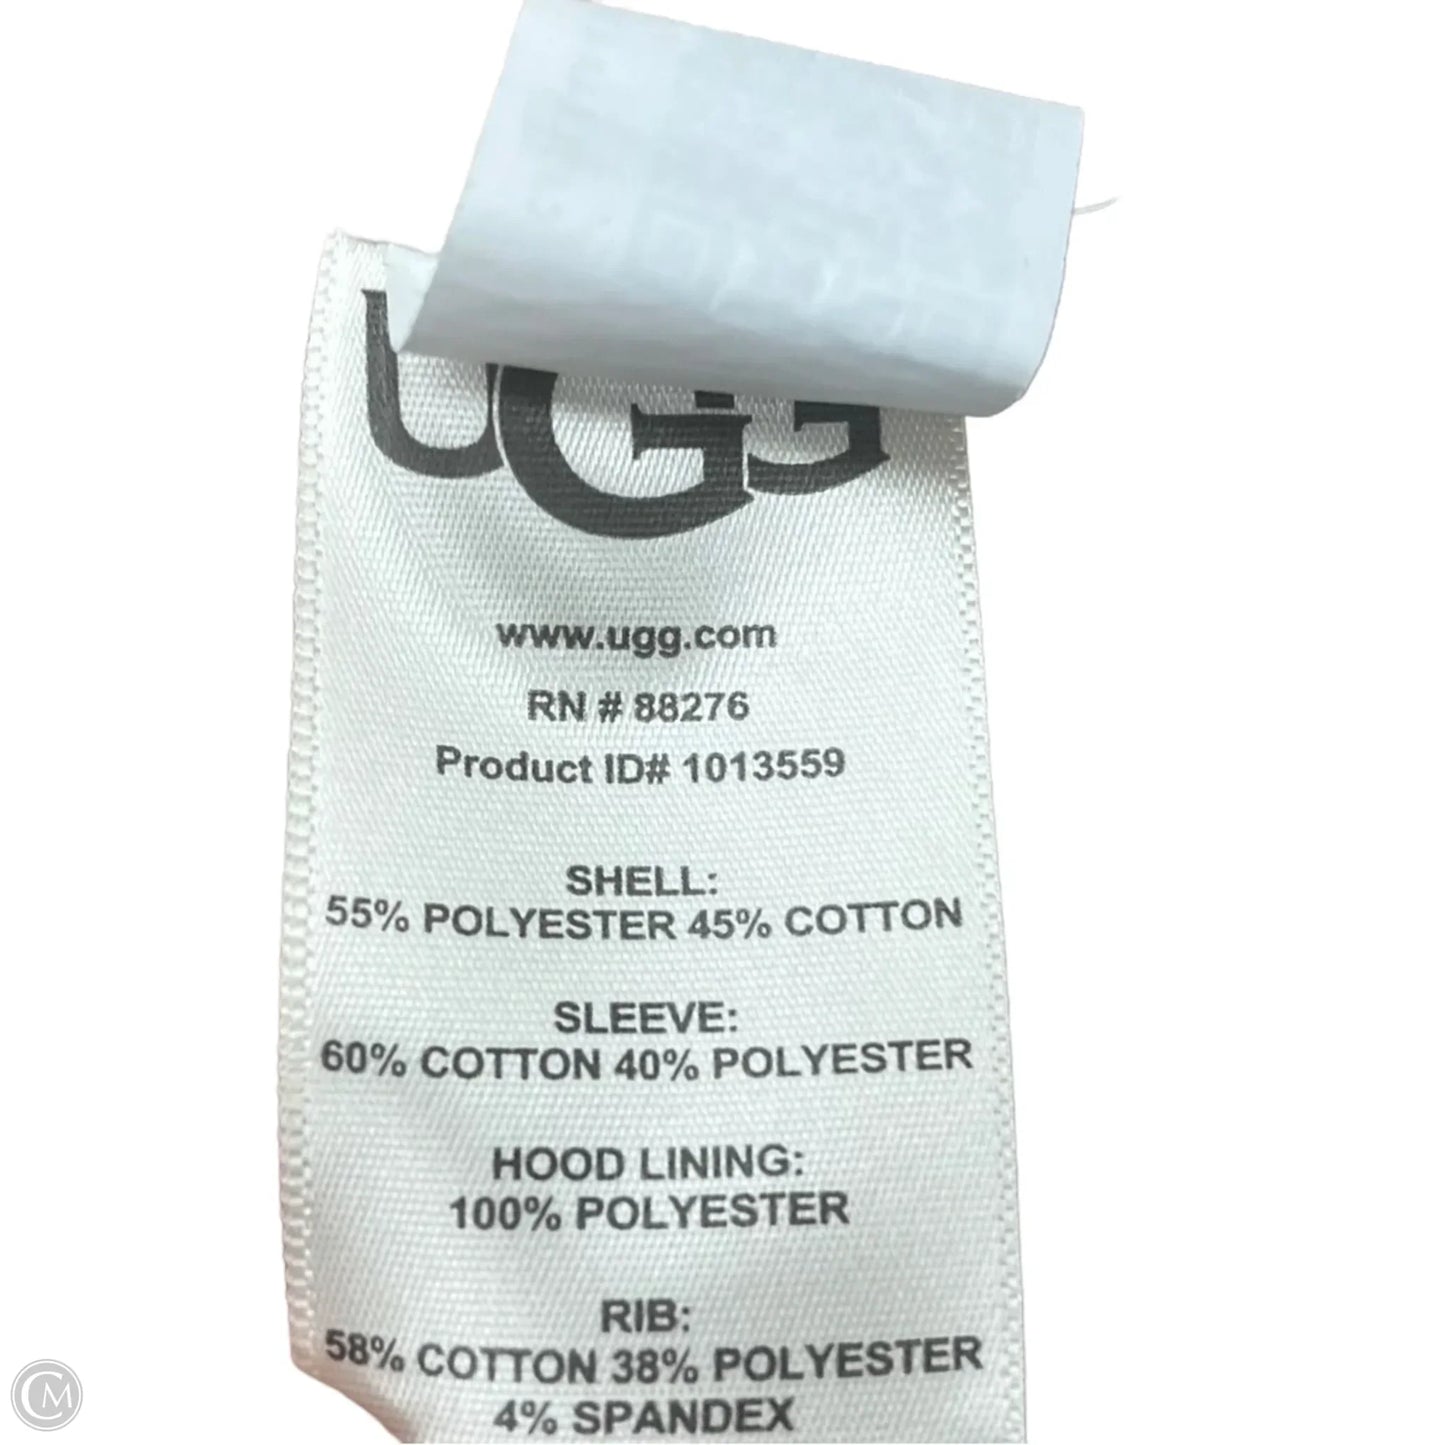 UGG
www.ugg.com
RN # 88276
Product ID# 1013559
SHELL:
55% POLYESTER 45% COTTON
SLEEVE:
60% COTTON 40% POLYESTER
HOOD LINING:
100% POLYESTER
RIB:
58% COTTON 38% POLYESTER
4% SPANDEX
CM